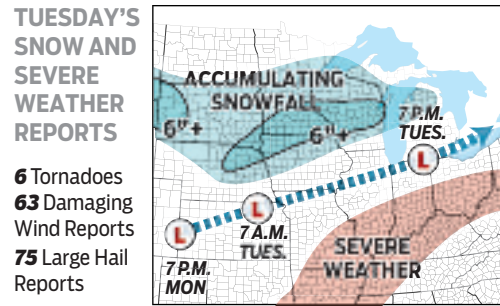 TUESDAY'S
SNOW AND
SEVERE
WEATHER
REPORTS
6 Tornadoes
63 Damaging
Wind Reports
75 Large Hail
Reports
ACCUMULATING
SNOWFALL
6"+
6"+
7 P.M.
TUES.
L
L
7 A.M.
TUES.
L
7 P.M.
MON
SEVERE
WEATHER